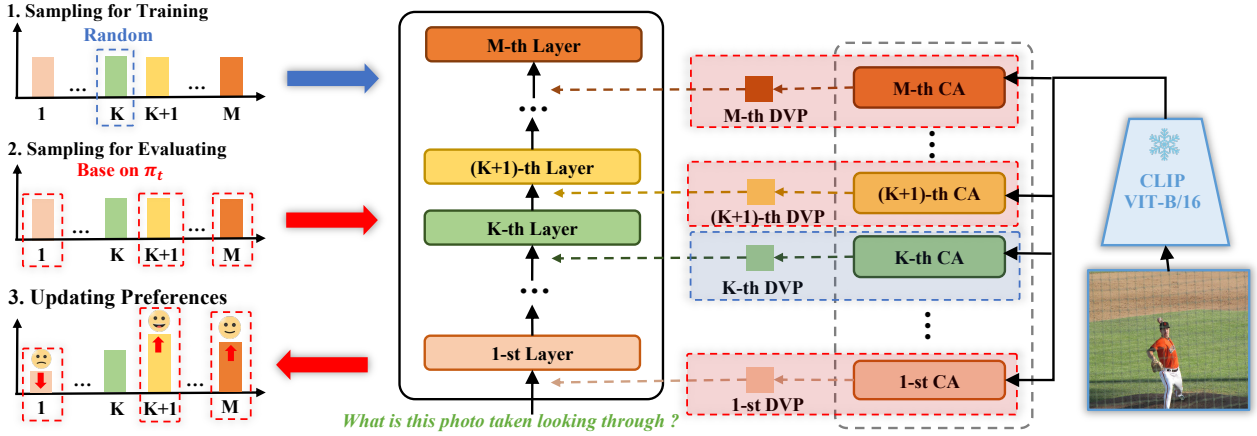 1. Sampling for Training
Random
1 ... K K+1 ... M
2. Sampling for Evaluating
Base on π_t
1 ... K K+1 ... M
3. Updating Preferences
1 ... K K+1 ... M
M-th Layer
...
(K+1)-th Layer
K-th Layer
...
1-st Layer
What is this photo taken looking through ?
M-th CA
M-th DVP
(K+1)-th CA
(K+1)-th DVP
K-th CA
K-th DVP
1-st CA
1-st DVP
CLIP
VIT-B/16